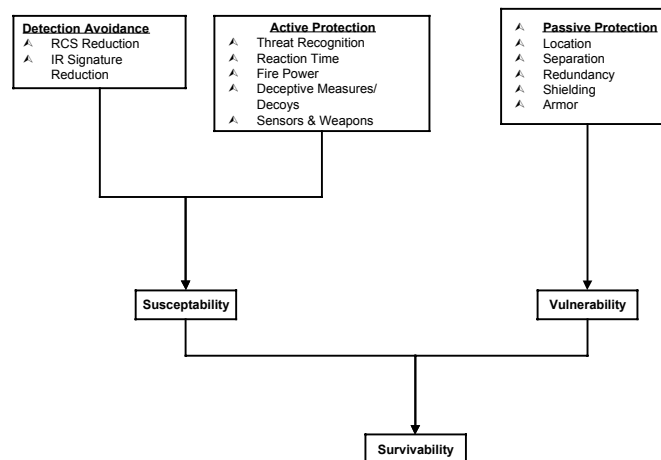 Detection Avoidance
RCS Reduction
IR Signature
Reduction
Active Protection
Threat Recognition
Reaction Time
Fire Power
Deceptive Measures/
Decoys
Sensors & Weapons
Passive Protection
Location
Separation
Redundancy
Shielding
Armor
Susceptability
Vulnerability
Survivability